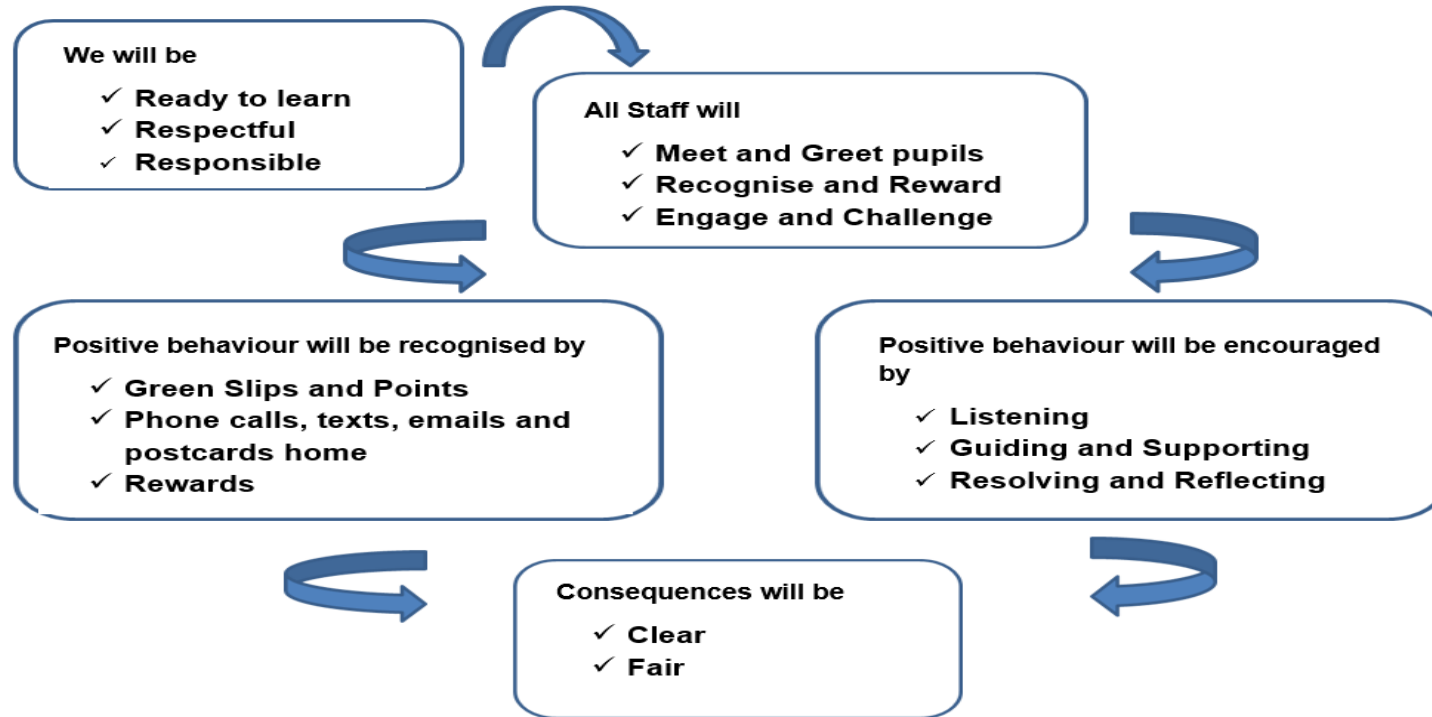 We will be
✓ Ready to learn
✓ Respectful
✓ Responsible
All Staff will
✓ Meet and Greet pupils
✓ Recognise and Reward
✓ Engage and Challenge
Positive behaviour will be recognised by
✓ Green Slips and Points
✓ Phone calls, texts, emails and
postcards home
✓ Rewards
Positive behaviour will be encouraged
by
✓ Listening
✓ Guiding and Supporting
✓ Resolving and Reflecting
Consequences will be
✓ Clear
✓ Fair